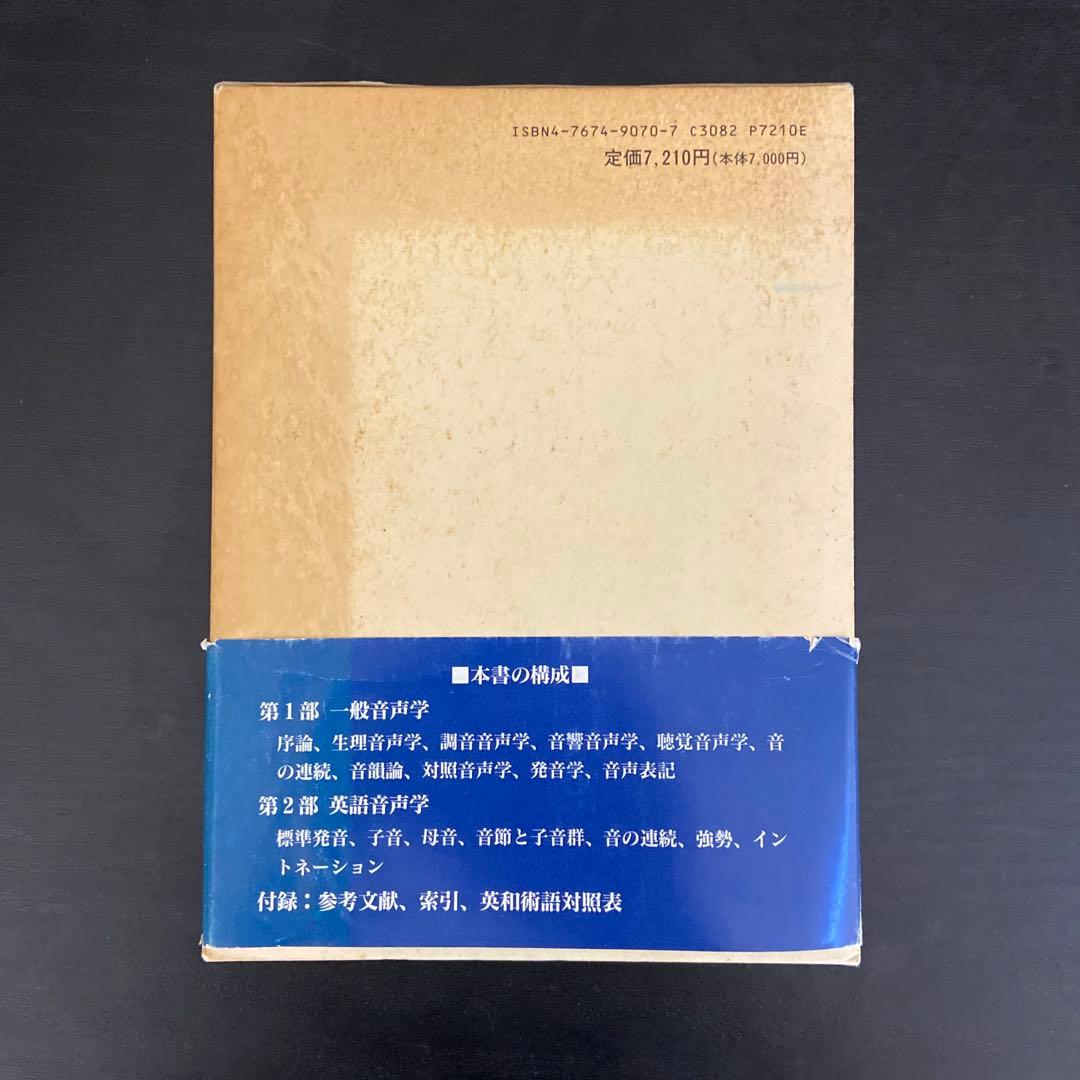 ISBN4-7674-9070-7 C3082 P7210E
定価7,210円(本体7,000円)
■本書の構成■
第1部 一般音声学
序論、生理音声学、調音音声学、音響音声学、聴覚音声学、音
の連続、音韻論、対照音声学、発音学、音声表記
第2部 英語音声学
標準発音、子音、母音、音節と子音群、音の連続、強勢、イン
トネーション
付録：参考文献、索引、英和術語対照表